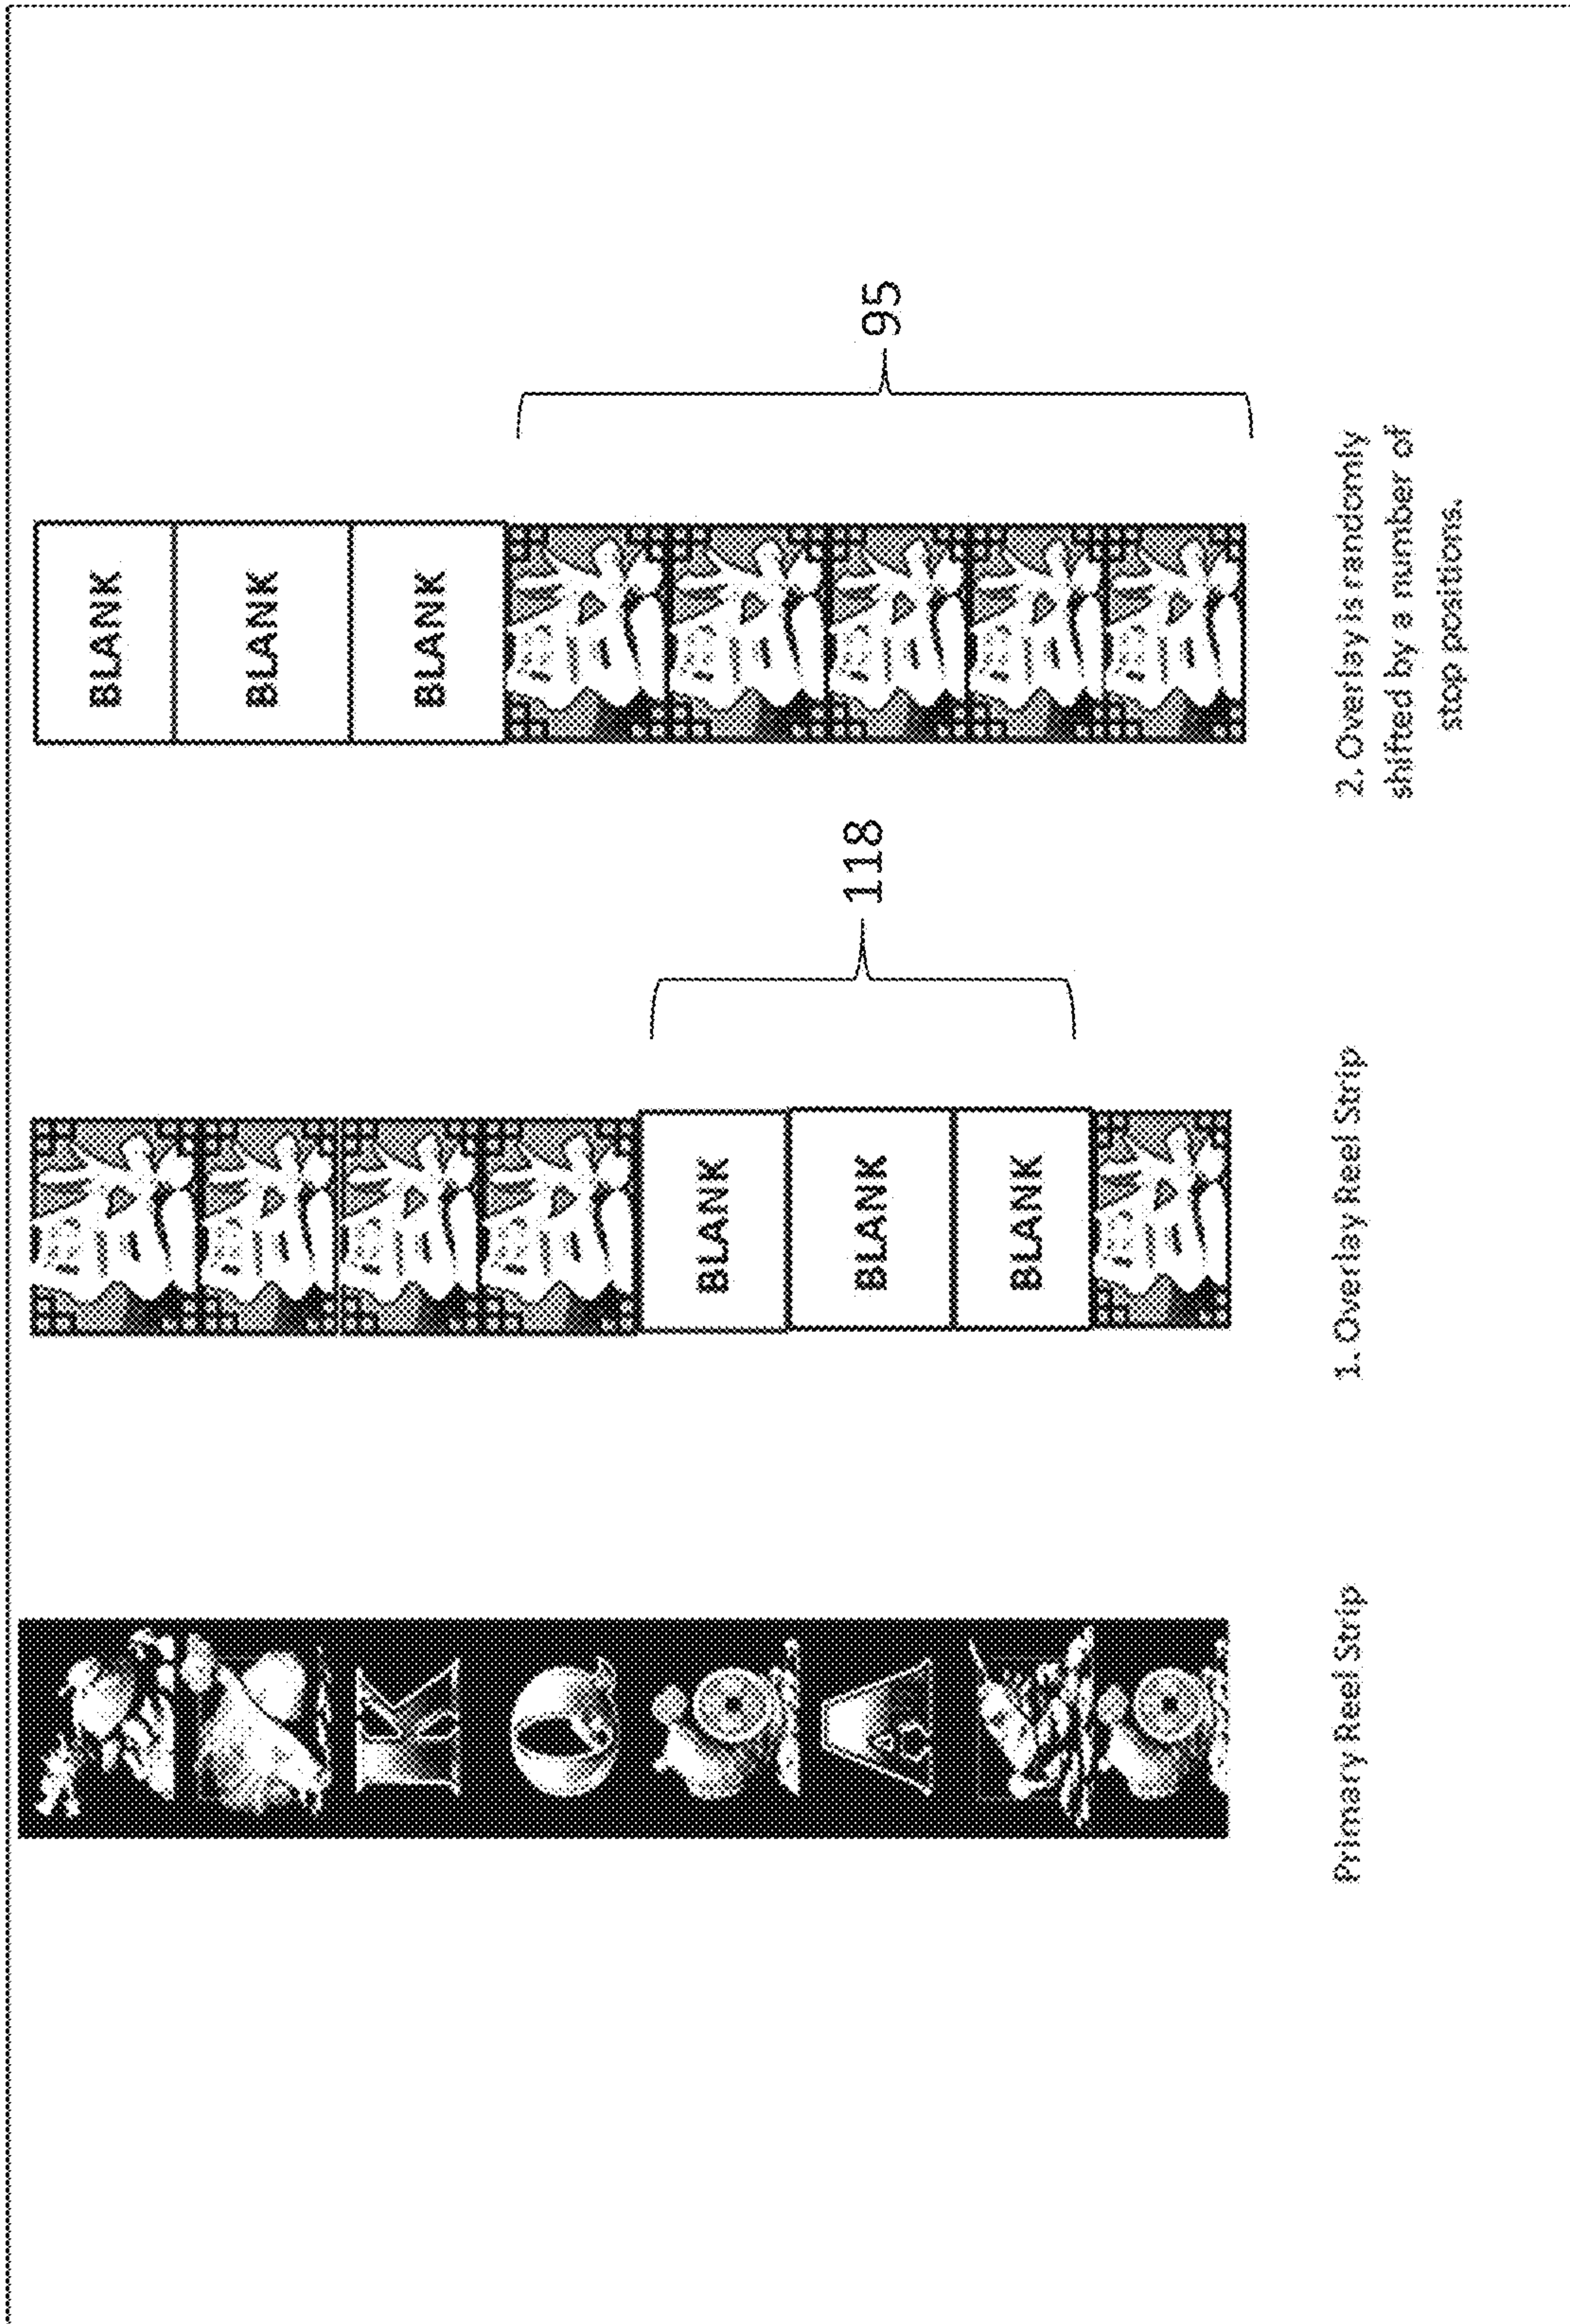 K
Q
A
Primary Reel Strip
BLANK
BLANK
BLANK
118
1. Overlay Reel Strip
BLANK
BLANK
BLANK
95
2. Overlay is randomly
shifted by a number of
stop positions.